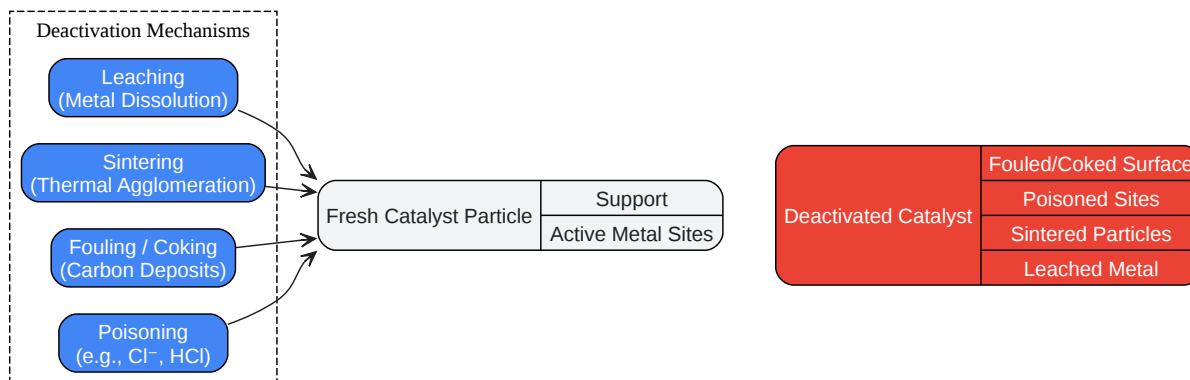 Deactivation Mechanisms
Leaching
(Metal Dissolution)
Sintering
(Thermal Agglomeration)
Fouling / Coking
(Carbon Deposits)
Poisoning
(e.g., Cl⁻, HCl)
Fresh Catalyst Particle
Support
Active Metal Sites
Deactivated Catalyst
Fouled/Coked Surface
Poisoned Sites
Sintered Particles
Leached Metal